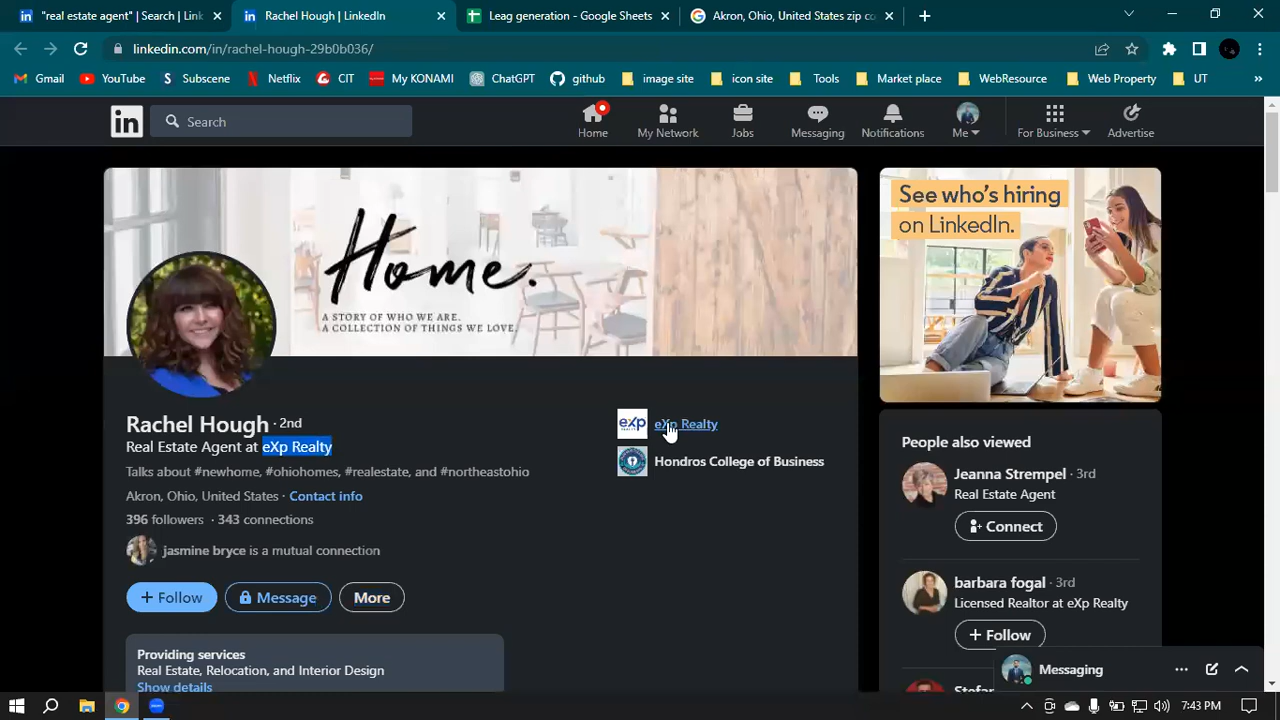 "real estate agent" | Search | Link
Rachel Hough | LinkedIn
Leag generation - Google Sheets
Akron, Ohio, United States zip co
linkedin.com/in/rachel-hough-29b0b036/
Gmail
YouTube
Subscene
Netflix
CIT
My KONAMI
ChatGPT
github
image site
icon site
Tools
Market place
WebResource
Web Property
UT
»
in
Search
Home
My Network
Jobs
Messaging
Notifications
Me
For Business
Advertise
Home.
A STORY OF WHO WE ARE.
A COLLECTION OF THINGS WE LOVE.
See who's hiring
on LinkedIn.
Rachel Hough · 2nd
Real Estate Agent at eXp Realty
Talks about #newhome, #ohiohomes, #realestate, and #northeastohio
Akron, Ohio, United States · Contact info
396 followers · 343 connections
jasmine bryce is a mutual connection
+ Follow
Message
More
eXp
REALTY
eXp Realty
Hondros College of Business
Providing services
Real Estate, Relocation, and Interior Design
Show details
People also viewed
Jeanna Strempel · 3rd
Real Estate Agent
Connect
barbara fogal · 3rd
Licensed Realtor at eXp Realty
+ Follow
Messaging
7:43 PM